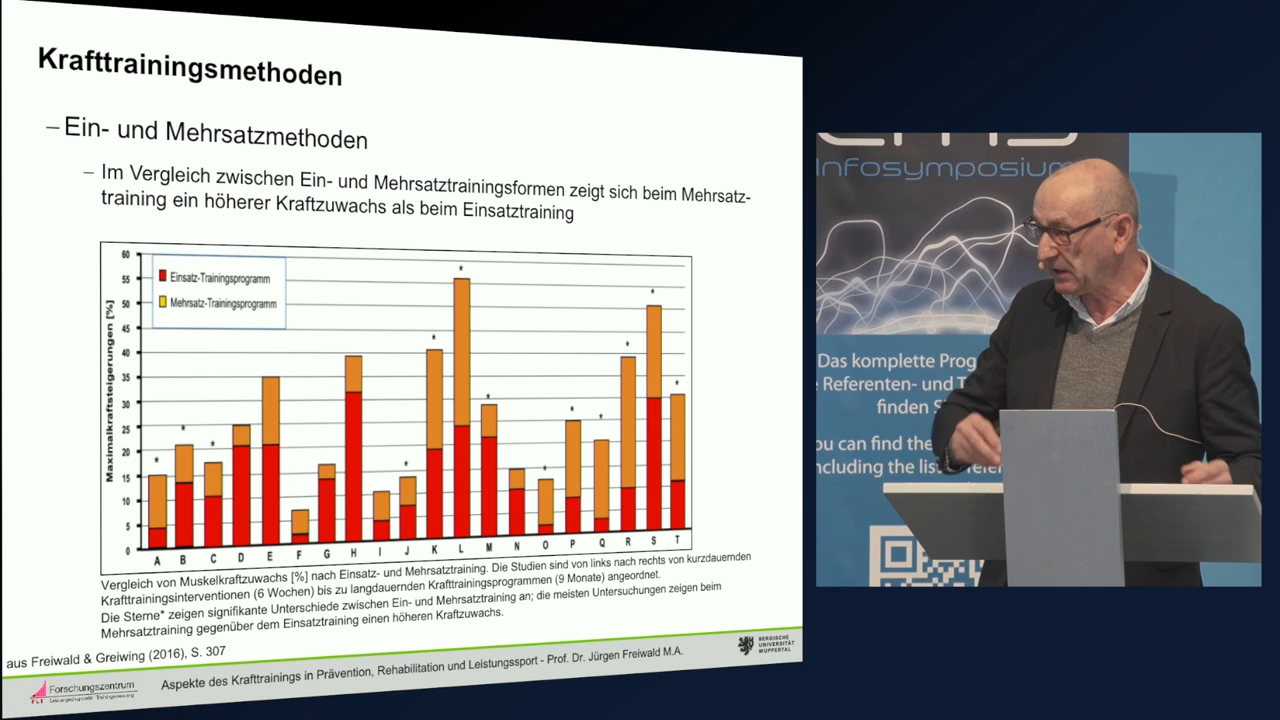 Krafttrainingsmethoden
– Ein- und Mehrsatzmethoden
– Im Vergleich zwischen Ein- und Mehrsatztrainingsformen zeigt sich beim Mehrsatz-
training ein höherer Kraftzuwachs als beim Einsatztraining
Maximalkraftsteigerungen [%]
60
55
50
45
40
35
30
25
20
15
10
5
0
Einsatz-Trainingsprogramm
Mehrsatz-Trainingsprogramm
* * * * * * * * * * * * *
A B C D E F G H I J K L M N O P Q R S T
Vergleich von Muskelkraftzuwachs [%] nach Einsatz- und Mehrsatztraining. Die Studien sind von links nach rechts von kurzdauernden
Krafttrainingsinterventionen (6 Wochen) bis zu langdauernden Krafttrainingsprogrammen (9 Monate) angeordnet.
Die Sterne* zeigen signifikante Unterschiede zwischen Ein- und Mehrsatztraining an; die meisten Untersuchungen zeigen beim
Mehrsatztraining gegenüber dem Einsatztraining einen höheren Kraftzuwachs.
aus Freiwald & Greiwing (2016), S. 307
Forschungszentrum
FLT
Aspekte des Krafttrainings in Prävention, Rehabilitation und Leistungssport - Prof. Dr. Jürgen Freiwald M.A.
BERGISCHE
UNIVERSITÄT
WUPPERTAL
Infosymposium
Das komplette Prog
e Referenten- und T
finden S
ou can find the
ncluding the list